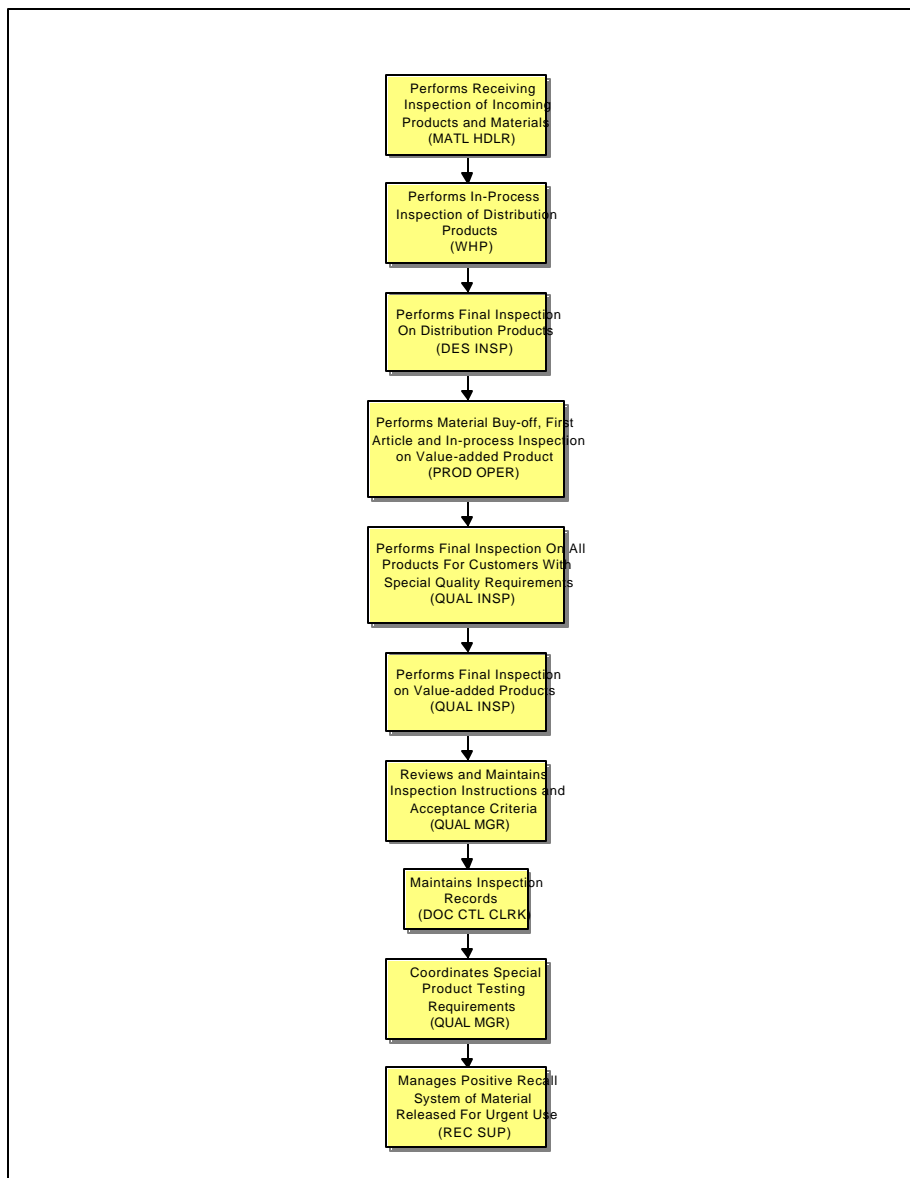 Performs Receiving
Inspection of Incoming
Products and Materials
(MATL HDLR)
Performs In-Process
Inspection of Distribution
Products
(WHP)
Performs Final Inspection
On Distribution Products
(DES INSP)
Performs Material Buy-off, First
Article and In-process Inspection
on Value-added Product
(PROD OPER)
Performs Final Inspection On All
Products For Customers With
Special Quality Requirements
(QUAL INSP)
Performs Final Inspection
on Value-added Products
(QUAL INSP)
Reviews and Maintains
Inspection Instructions and
Acceptance Criteria
(QUAL MGR)
Maintains Inspection
Records
(DOC CTL CLRK)
Coordinates Special
Product Testing
Requirements
(QUAL MGR)
Manages Positive Recall
System of Material
Released For Urgent Use
(REC SUP)